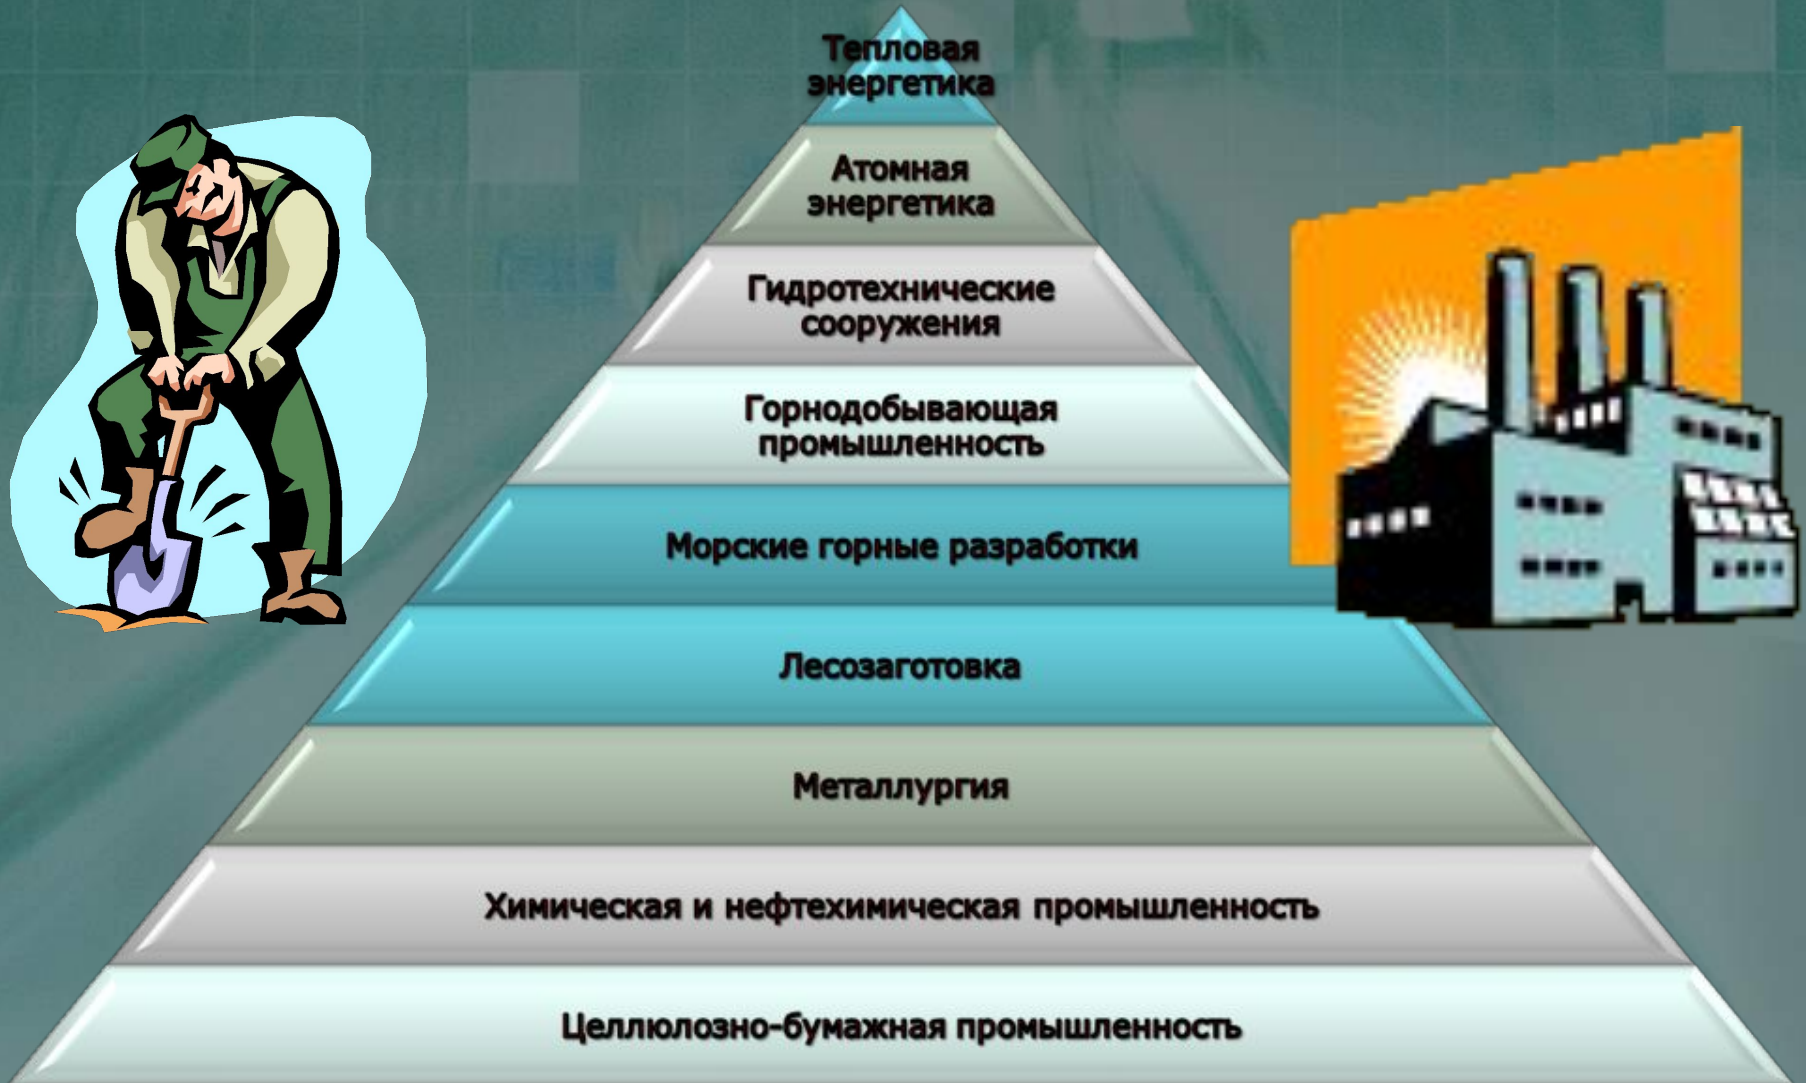 Тепловая
энергетика
Атомная
энергетика
Гидротехнические
сооружения
Горнодобывающая
промышленность
Морские горные разработки
Лесозаготовка
Металлургия
Химическая и нефтехимическая промышленность
Целлюлозно-бумажная промышленность